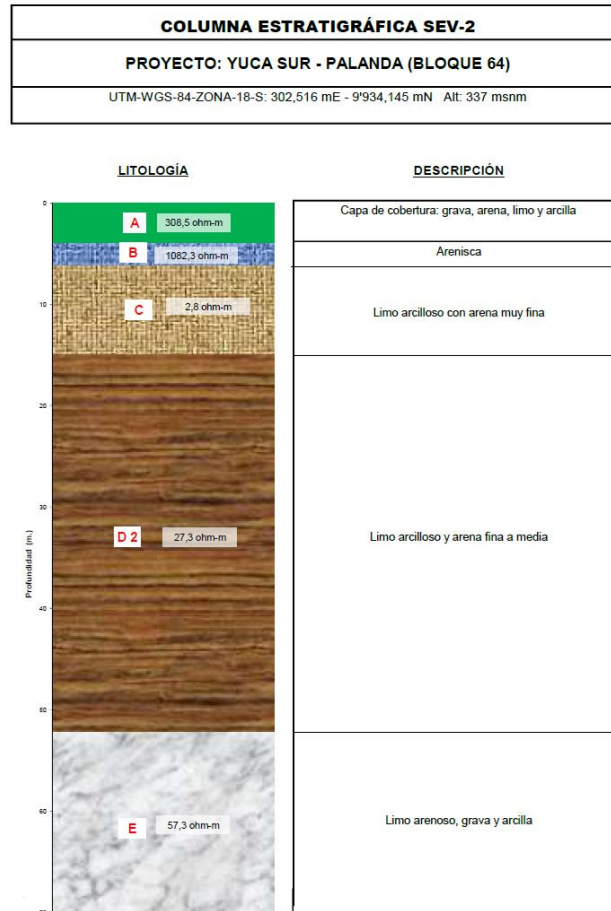 COLUMNA ESTRATIGRÁFICA SEV-2
PROYECTO: YUCA SUR - PALANDA (BLOQUE 64)
UTM-WGS-84-ZONA-18-S: 302,516 mE - 9'934,145 mN Alt: 337 msnm
LITOLOGÍA
DESCRIPCIÓN
0
A
308,5 ohm-m
Capa de cobertura: grava, arena, limo y arcilla
B
1082,3 ohm-m
Arenisca
10
C
2,8 ohm-m
Limo arcilloso con arena muy fina
20
30
Profundidad (m.)
D 2
27,3 ohm-m
Limo arcilloso y arena fina a media
40
50
60
E
57,3 ohm-m
Limo arenoso, grava y arcilla